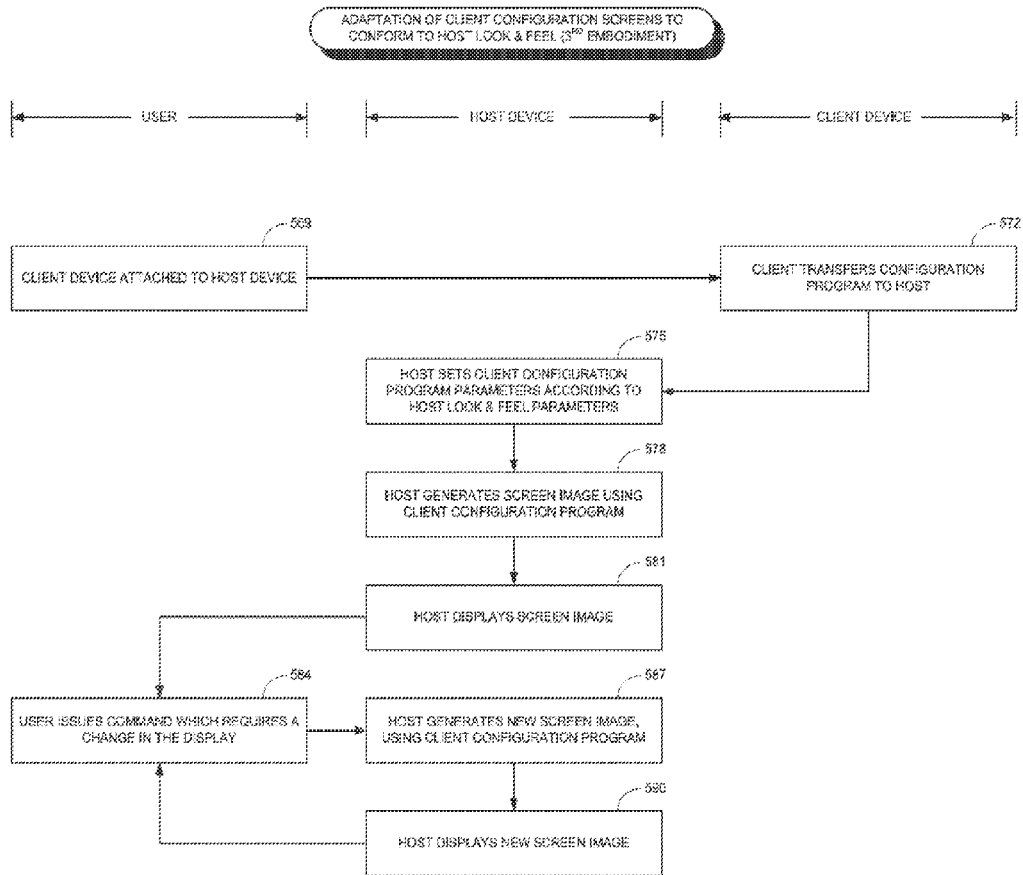 ADAPTATION OF CLIENT CONFIGURATION SCREENS TO
CONFORM TO HOST LOOK & FEEL (3RD EMBODIMENT)
USER
HOST DEVICE
CLIENT DEVICE
569
CLIENT DEVICE ATTACHED TO HOST DEVICE
572
CLIENT TRANSFERS CONFIGURATION
PROGRAM TO HOST
575
HOST SETS CLIENT CONFIGURATION
PROGRAM PARAMETERS ACCORDING TO
HOST LOOK & FEEL PARAMETERS
578
HOST GENERATES SCREEN IMAGE USING
CLIENT CONFIGURATION PROGRAM
581
HOST DISPLAYS SCREEN IMAGE
584
USER ISSUES COMMAND WHICH REQUIRES A
CHANGE IN THE DISPLAY
587
HOST GENERATES NEW SCREEN IMAGE,
USING CLIENT CONFIGURATION PROGRAM
590
HOST DISPLAYS NEW SCREEN IMAGE